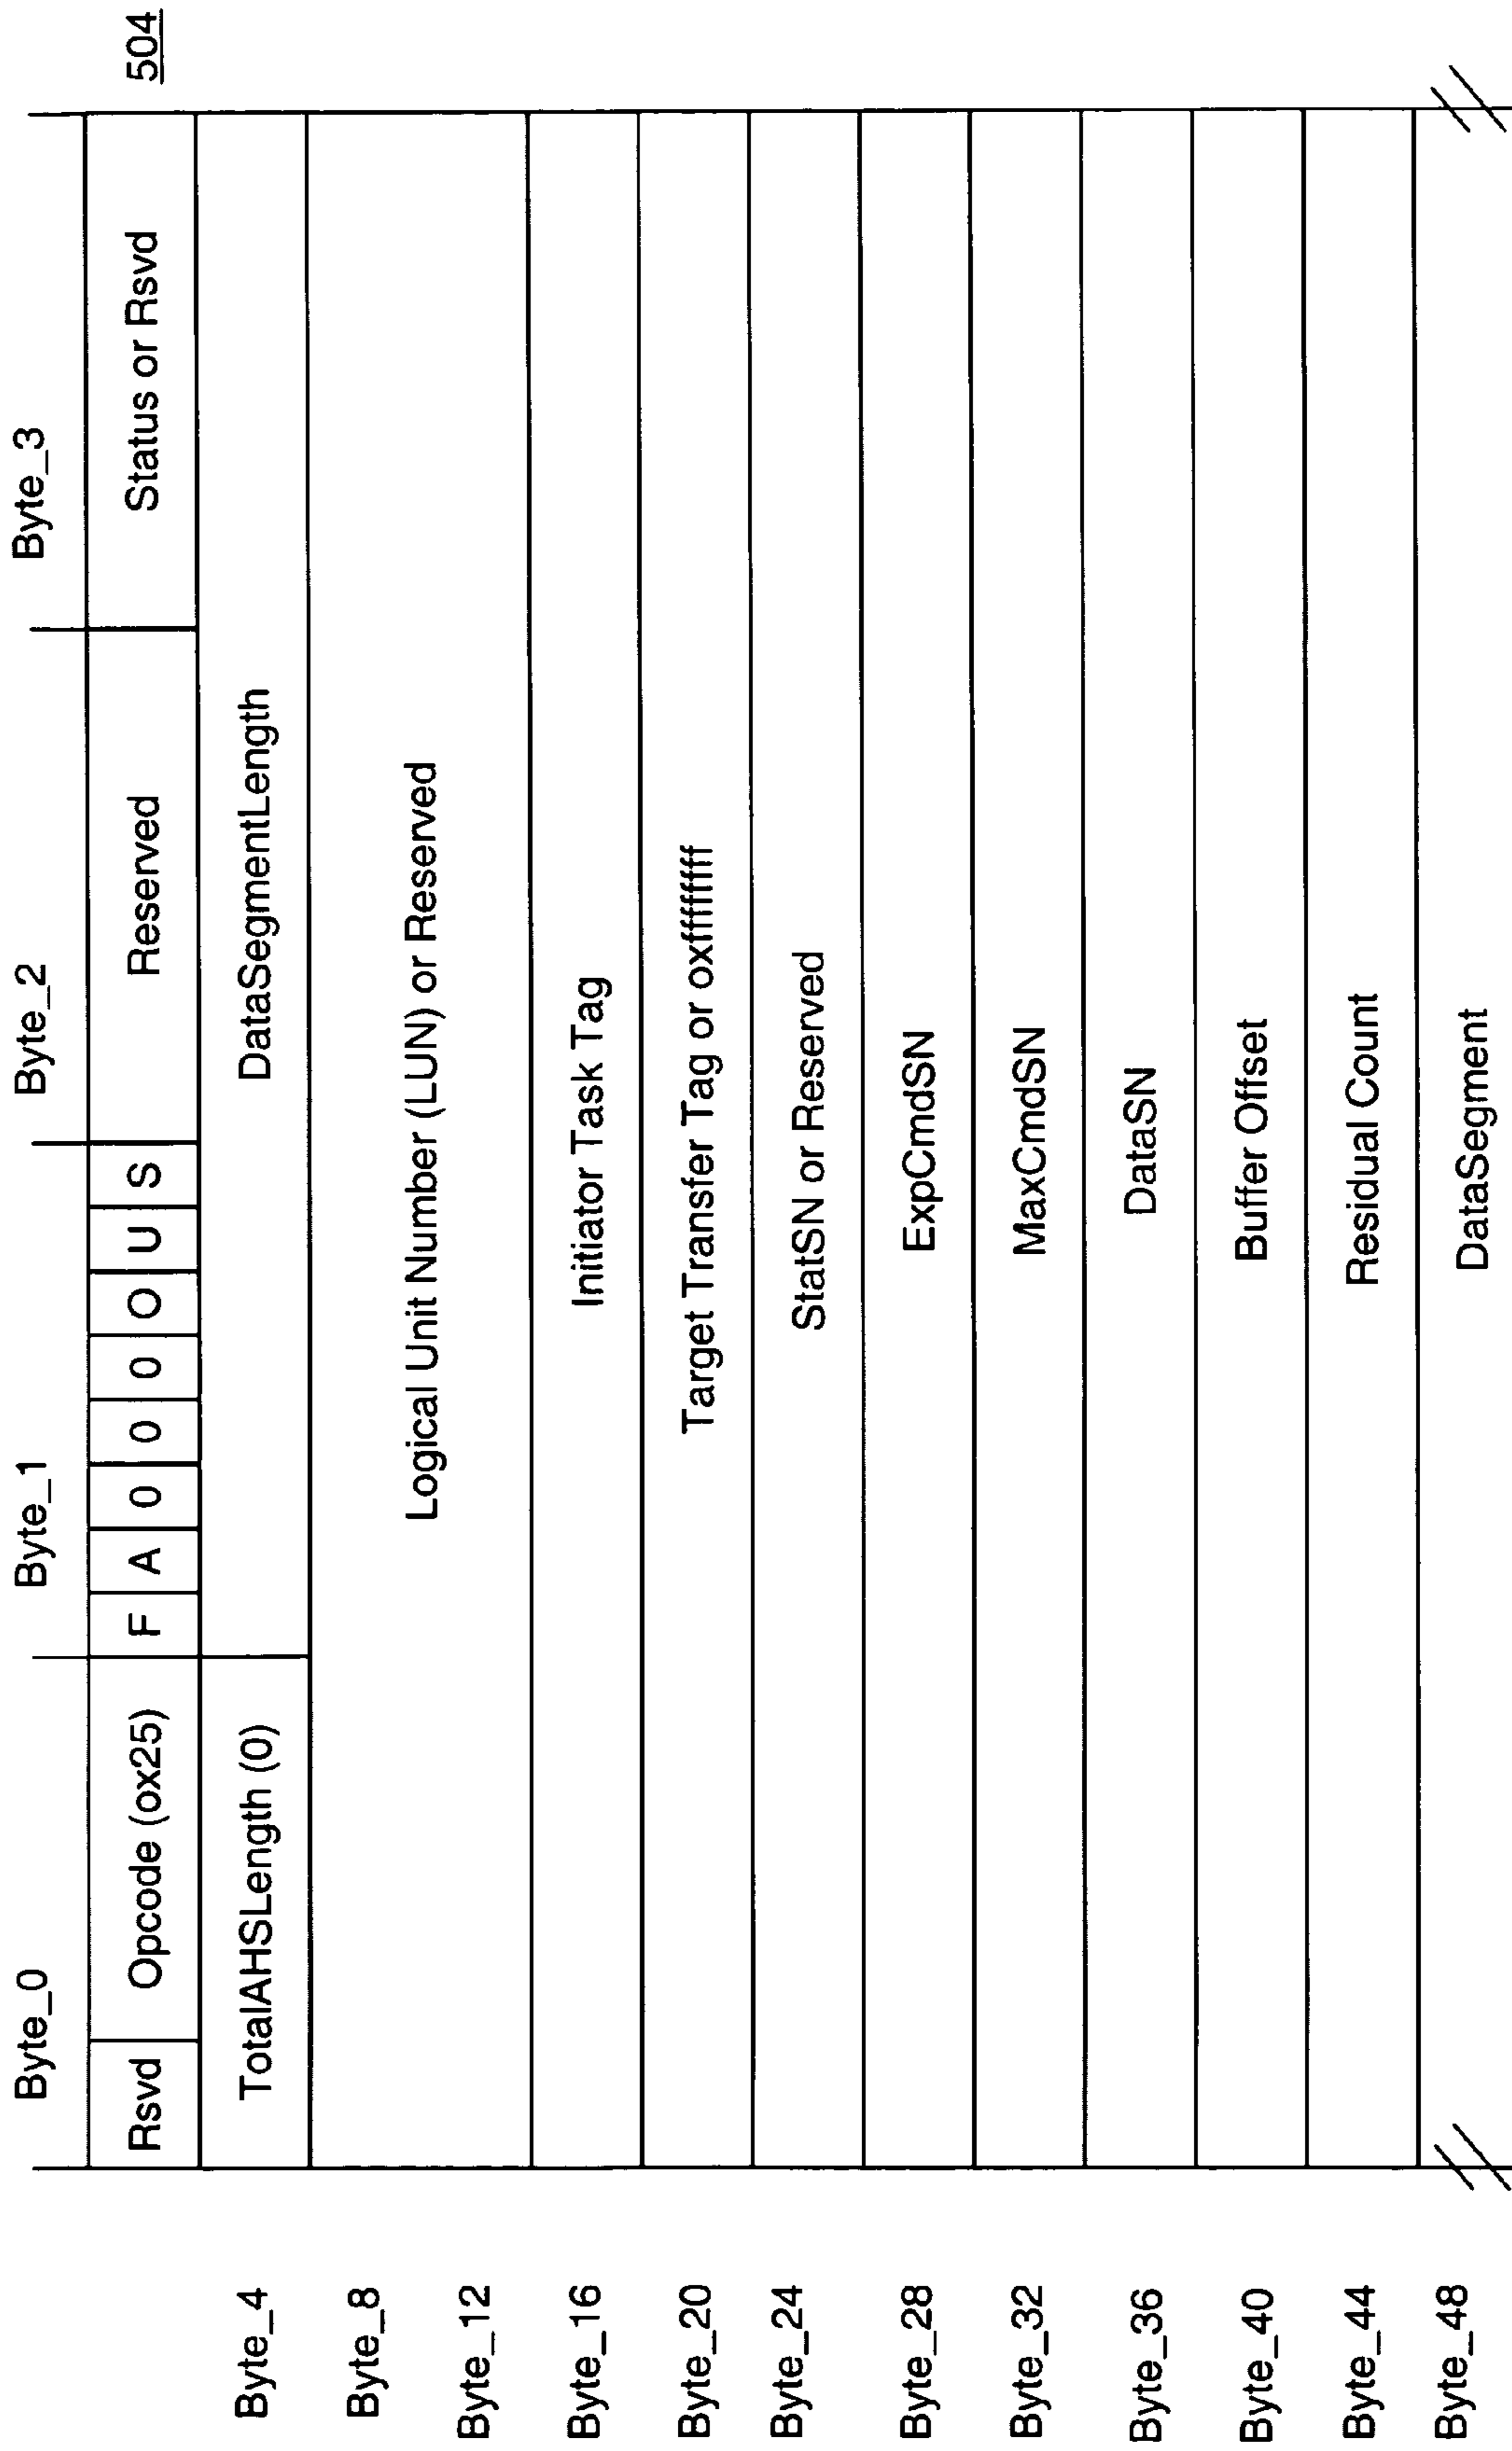 Byte_0 Byte_1 Byte_2 Byte_3
Rsvd Opcode (ox25) F A 0 0 0 O U S Reserved Status or Rsvd 504
Byte_4 TotalAHSLength (0) DataSegmentLength
Byte_8
Logical Unit Number (LUN) or Reserved
Byte_12
Byte_16 Initiator Task Tag
Byte_20 Target Transfer Tag or oxffffffff
Byte_24 StatSN or Reserved
Byte_28 ExpCmdSN
Byte_32 MaxCmdSN
Byte_36 DataSN
Byte_40 Buffer Offset
Byte_44 Residual Count
Byte_48 DataSegment